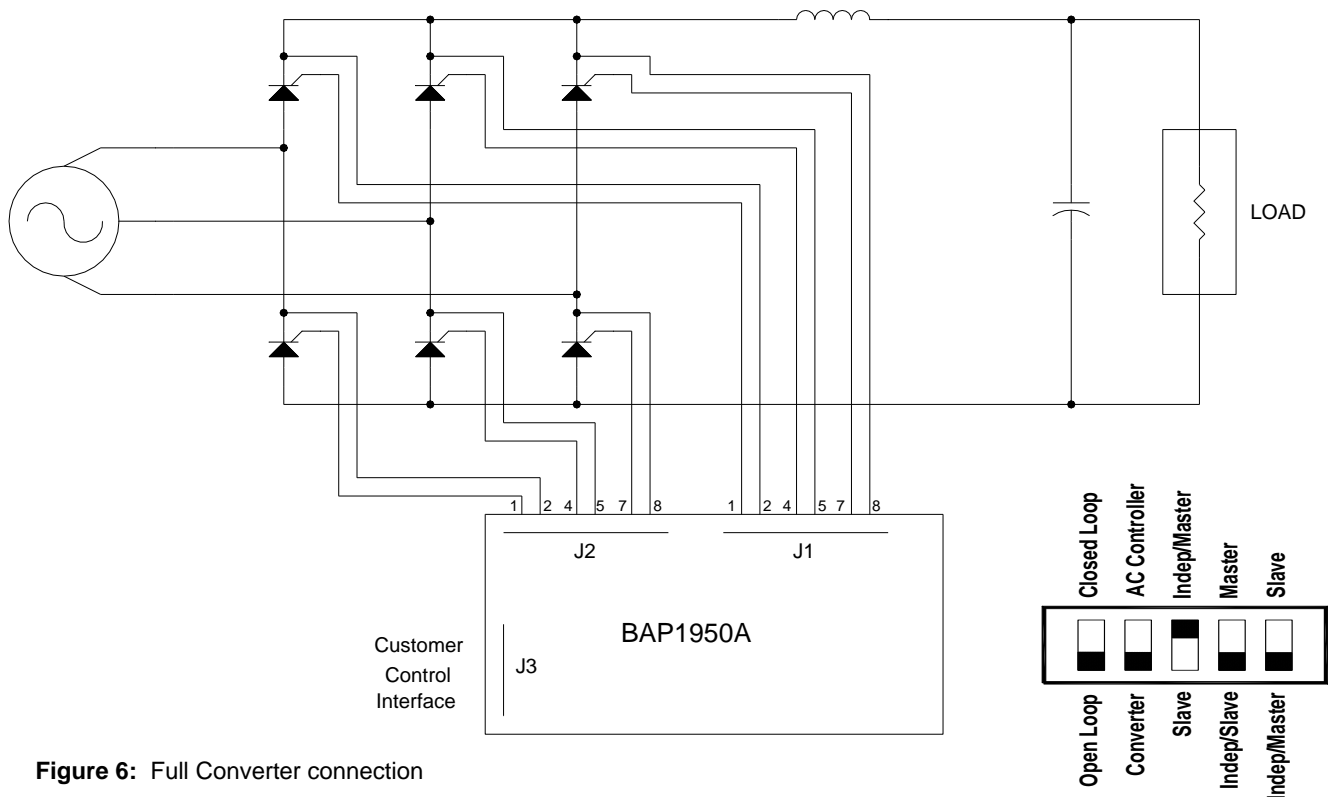 LOAD
1 2 4 5 7 8
1 2 4 5 7 8
J2
J1
BAP1950A
Customer
Control
Interface
J3
Closed Loop
AC Controller
Indep/Master
Master
Slave
Open Loop
Converter
Slave
Indep/Slave
Indep/Master
Figure 6: Full Converter connection